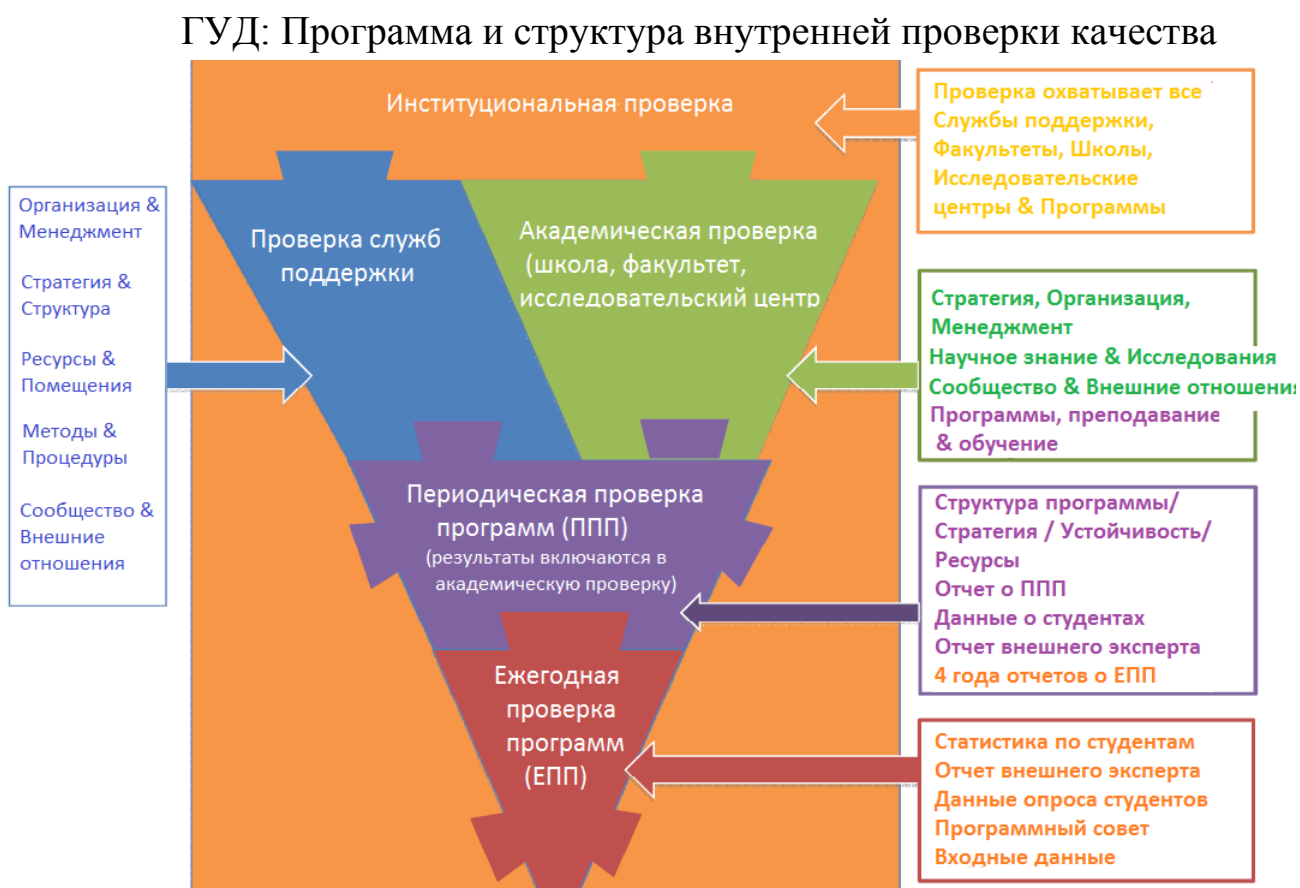 ГУД: Программа и структура внутренней проверки качества
Институциональная проверка
Проверка охватывает все
Службы поддержки,
Факультеты, Школы,
Исследовательские
центры & Программы
Организация &
Менеджмент
Стратегия &
Структура
Ресурсы &
Помещения
Методы &
Процедуры
Сообщество &
Внешние
отношения
Проверка служб
поддержки
Академическая проверка
(школа, факультет,
исследовательский центр
Стратегия, Организация,
Менеджмент
Научное знание & Исследования
Сообщество & Внешние отношения
Программы, преподавание
& обучение
Периодическая проверка
программ (ППП)
(результаты включаются в
академическую проверку)
Структура программы/
Стратегия / Устойчивость/
Ресурсы
Отчет о ППП
Данные о студентах
Отчет внешнего эксперта
4 года отчетов о ЕПП
Ежегодная
проверка
программ
(ЕПП)
Статистика по студентам
Отчет внешнего эксперта
Данные опроса студентов
Программный совет
Входные данные